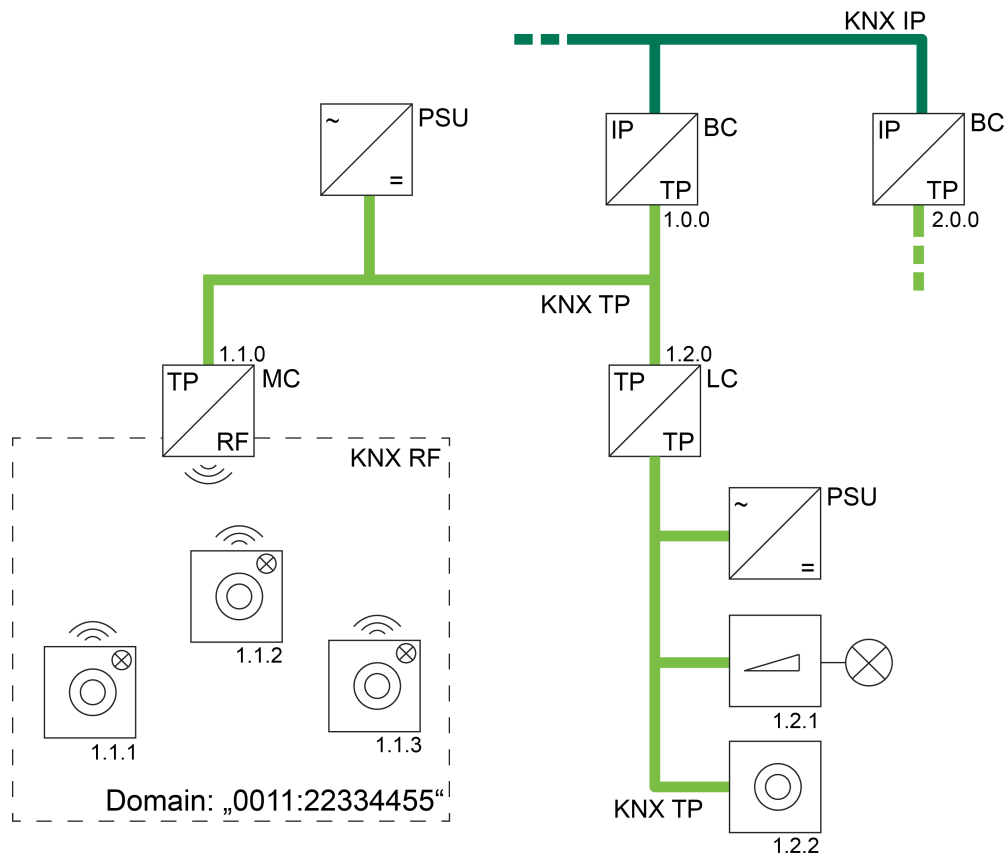 KNX IP
~
=
PSU
IP
TP
BC
1.0.0
IP
TP
BC
2.0.0
KNX TP
1.1.0
TP
RF
MC
1.2.0
TP
TP
LC
KNX RF
~
=
PSU
1.1.2
1.1.1
1.1.3
1.2.1
Domain: „0011:22334455“
KNX TP
1.2.2